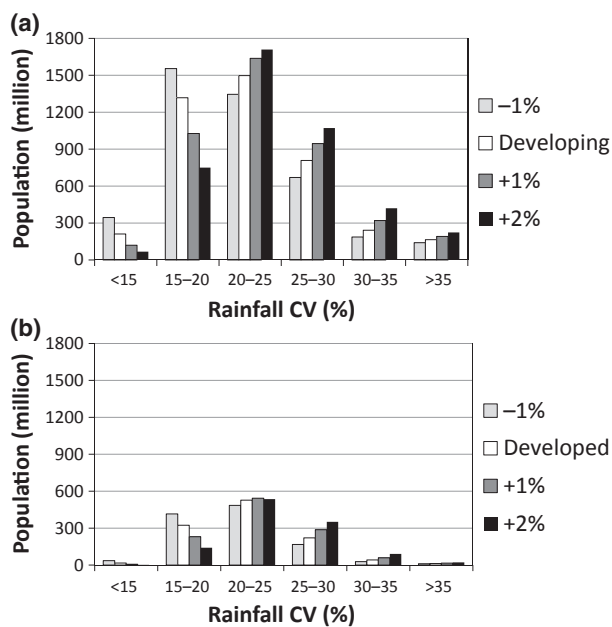 (a)
Population (million)
1800
1500
1200
900
600
300
0
<15 15–20 20–25 25–30 30–35 >35
Rainfall CV (%)
–1%
Developing
+1%
+2%
(b)
Population (million)
1800
1500
1200
900
600
300
0
<15 15–20 20–25 25–30 30–35 >35
Rainfall CV (%)
–1%
Developed
+1%
+2%